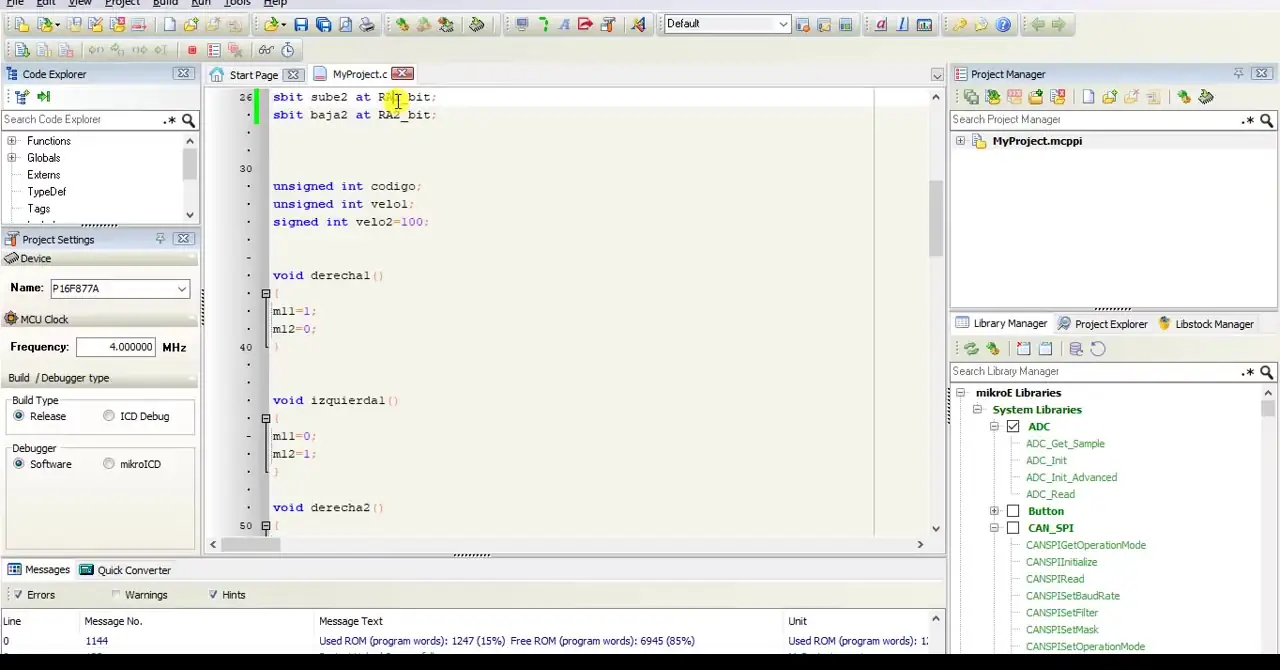 File Edit View Project Build Run Tools Help
Default
Code Explorer
Start Page
MyProject.c
Project Manager
Search Code Explorer
Search Project Manager
Functions
Globals
Externs
TypeDef
Tags
MyProject.mcppi
26 sbit sube2 at _bit;
sbit baja2 at RA2_bit;
30
unsigned int codigo;
unsigned int velo1;
signed int velo2=100;
void derecha1()
{
m11=1;
m12=0;
40 }
void izquierda1()
{
m11=0;
m12=1;
}
void derecha2()
50 {
Project Settings
Device
Name: P16F877A
MCU Clock
Frequency: 4.000000 MHz
Build / Debugger type
Build Type
Release ICD Debug
Debugger
Software mikroICD
Library Manager Project Explorer Libstock Manager
Search Library Manager
mikroE Libraries
System Libraries
ADC
ADC_Get_Sample
ADC_Init
ADC_Init_Advanced
ADC_Read
Button
CAN_SPI
CANSPIGetOperationMode
CANSPIInitialize
CANSPIRead
CANSPISetBaudRate
CANSPISetFilter
CANSPISetMask
CANSPISetOperationMode
Messages Quick Converter
Errors Warnings Hints
Line Message No. Message Text Unit
0 1144 Used ROM (program words): 1247 (15%) Free ROM (program words): 6945 (85%) Used ROM (program words): 1